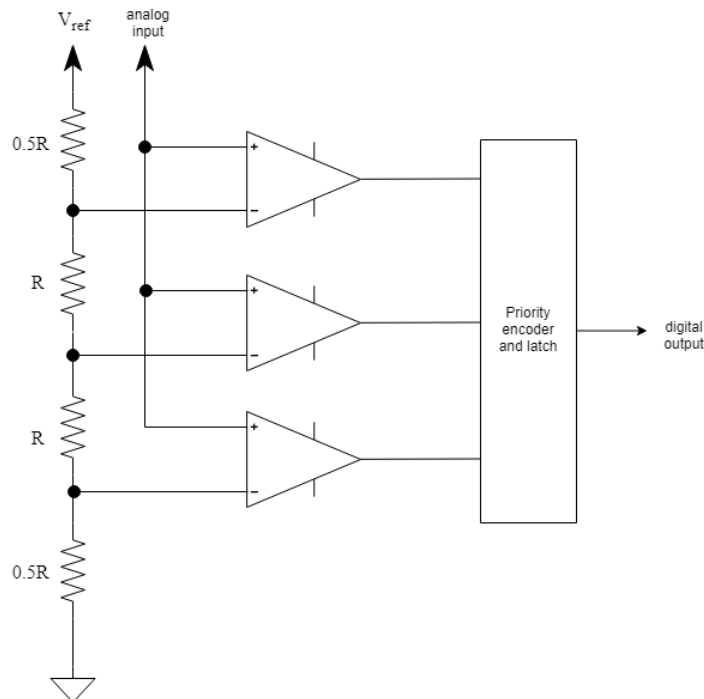 V_ref
analog
input
0.5R
+
-
R
+
-
Priority
encoder
and latch
digital
output
R
+
-
0.5R